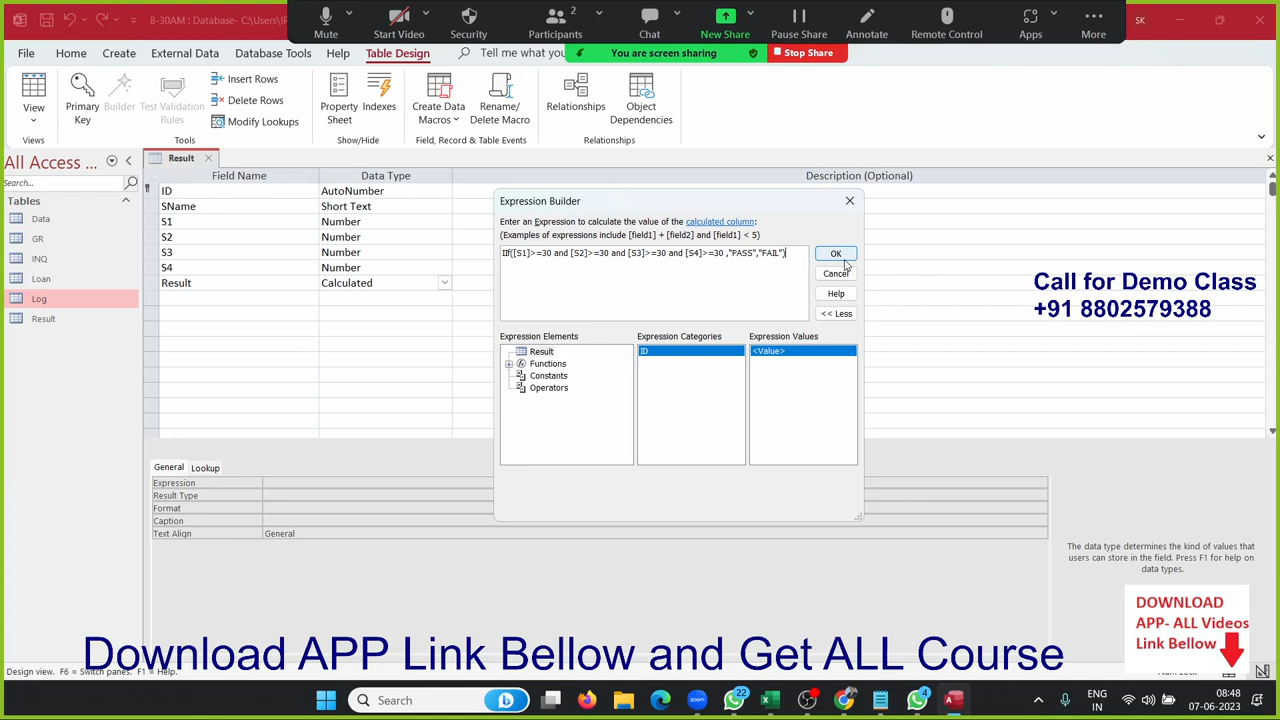 8-30AM : Database- C:\Users\
SK
Mute
Start Video
Security
2
Participants
Chat
New Share
Pause Share
Annotate
Remote Control
Apps
More
You are screen sharing
Stop Share
File
Home
Create
External Data
Database Tools
Help
Table Design
Tell me what you
View
Primary Key
Builder
Test Validation Rules
Insert Rows
Delete Rows
Modify Lookups
Property Sheet
Indexes
Create Data Macros
Rename/ Delete Macro
Relationships
Object Dependencies
Views
Tools
Show/Hide
Field, Record & Table Events
Relationships
All Access ...
Search...
Tables
Data
GR
INQ
Loan
Log
Result
Result
Field Name
Data Type
Description (Optional)
ID
AutoNumber
SName
Short Text
S1
Number
S2
Number
S3
Number
S4
Number
Result
Calculated
Expression Builder
Enter an Expression to calculate the value of the calculated column:
(Examples of expressions include [field1] + [field2] and [field1] < 5)
IIf([S1]>=30 and [S2]>=30 and [S3]>=30 and [S4]>=30 ,"PASS","FAIL")
OK
Cancel
Help
<< Less
Expression Elements
Expression Categories
Expression Values
Result
Functions
Constants
Operators
ID
<Value>
Call for Demo Class
+91 8802579388
General
Lookup
Expression
Result Type
Format
Caption
Text Align
General
The data type determines the kind of values that
users can store in the field. Press F1 for help on
data types.
DOWNLOAD
APP- ALL Videos
Link Bellow
Download APP Link Bellow and Get ALL Course
Design view. F6 = Switch panes. F1 = Help.
Num Lock
Search
22
4
ENG
IN
08:48
07-06-2023